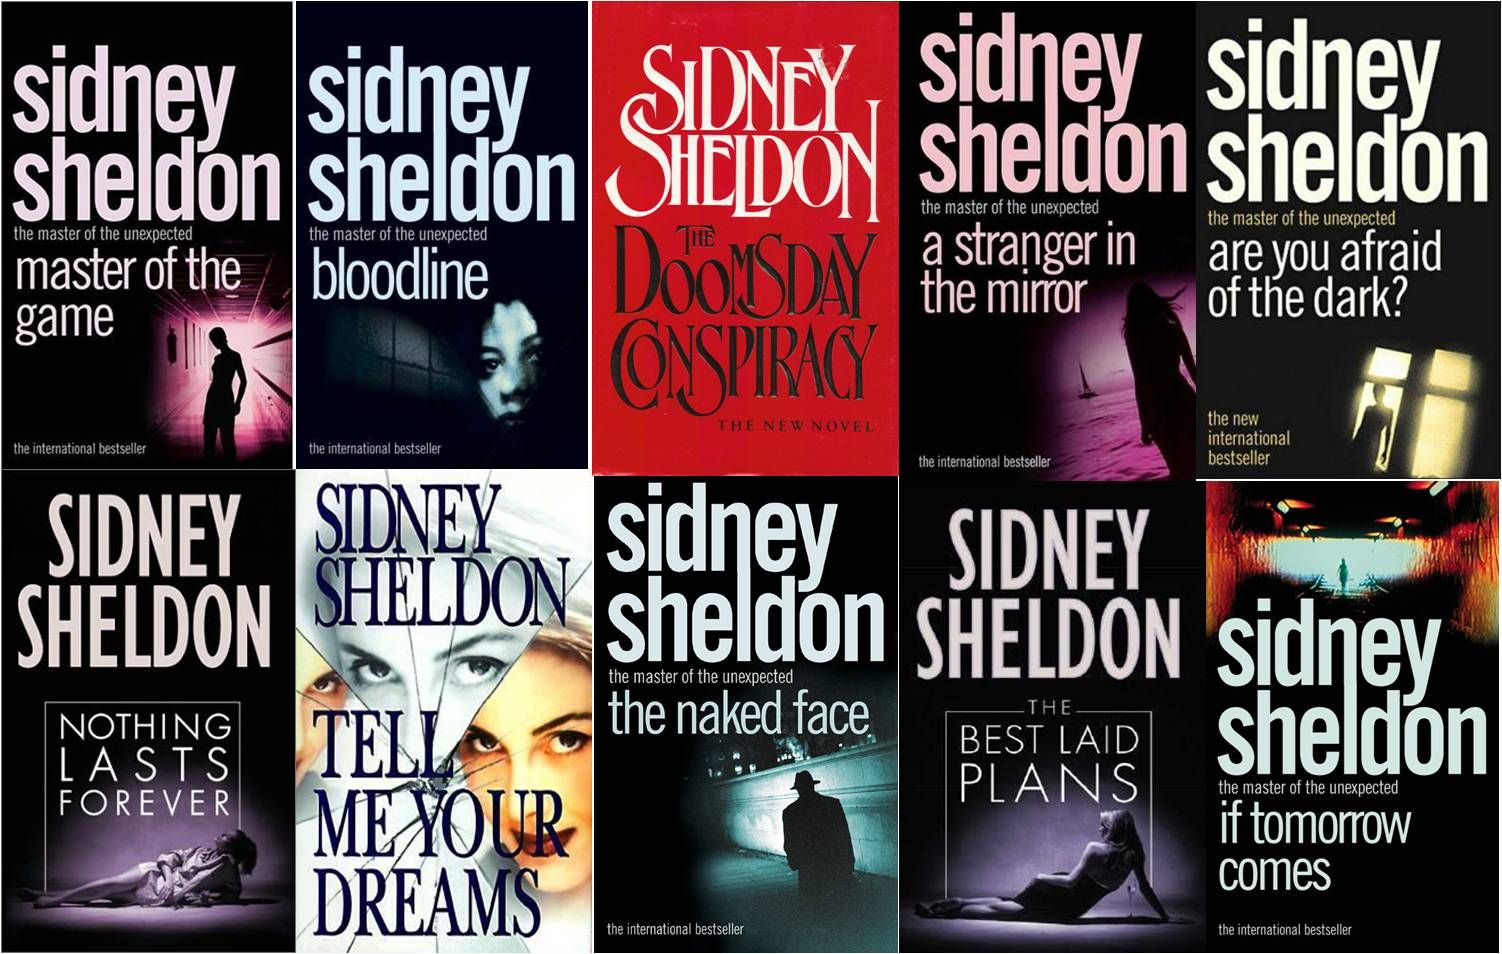 sidney
sheldon
the master of the unexpected
master of the
game
the international bestseller
sidney
sheldon
the master of the unexpected
bloodline
the international bestseller
SIDNEY
SHELDON
THE
DOOMSDAY
CONSPIRACY
THE NEW NOVEL
sidney
sheldon
the master of the unexpected
a stranger in
the mirror
the international bestseller
sidney
sheldon
the master of the unexpected
are you afraid
of the dark?
the new
international
bestseller
SIDNEY
SHELDON
NOTHING
LASTS
FOREVER
SIDNEY
SHELDON
TELL
ME YOUR
DREAMS
sidney
sheldon
the master of the unexpected
the naked face
the international bestseller
SIDNEY
SHELDON
THE
BEST LAID
PLANS
sidney
sheldon
the master of the unexpected
if tomorrow
comes
the international bestseller